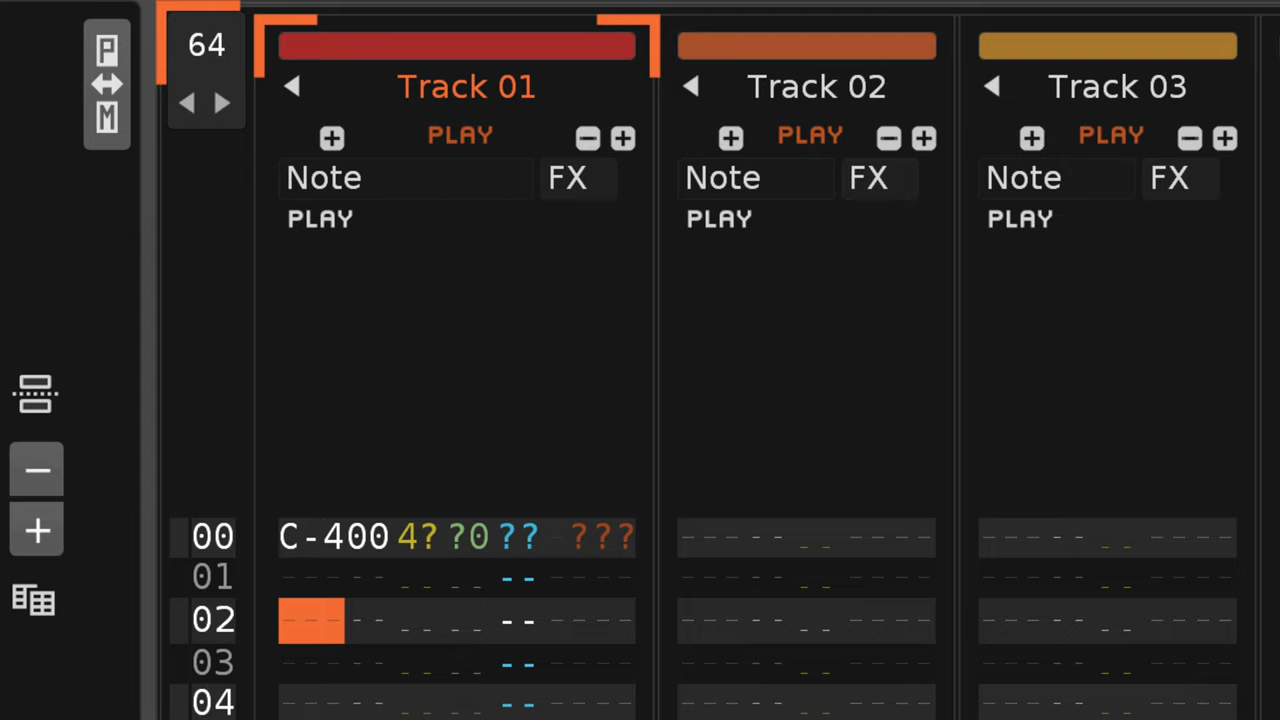 P
M
64
Track 01
Track 02
Track 03
PLAY
PLAY
PLAY
Note FX
Note FX
Note FX
PLAY
PLAY
PLAY
00 C-400 4? ?0 ?? ???
01
02
03
04